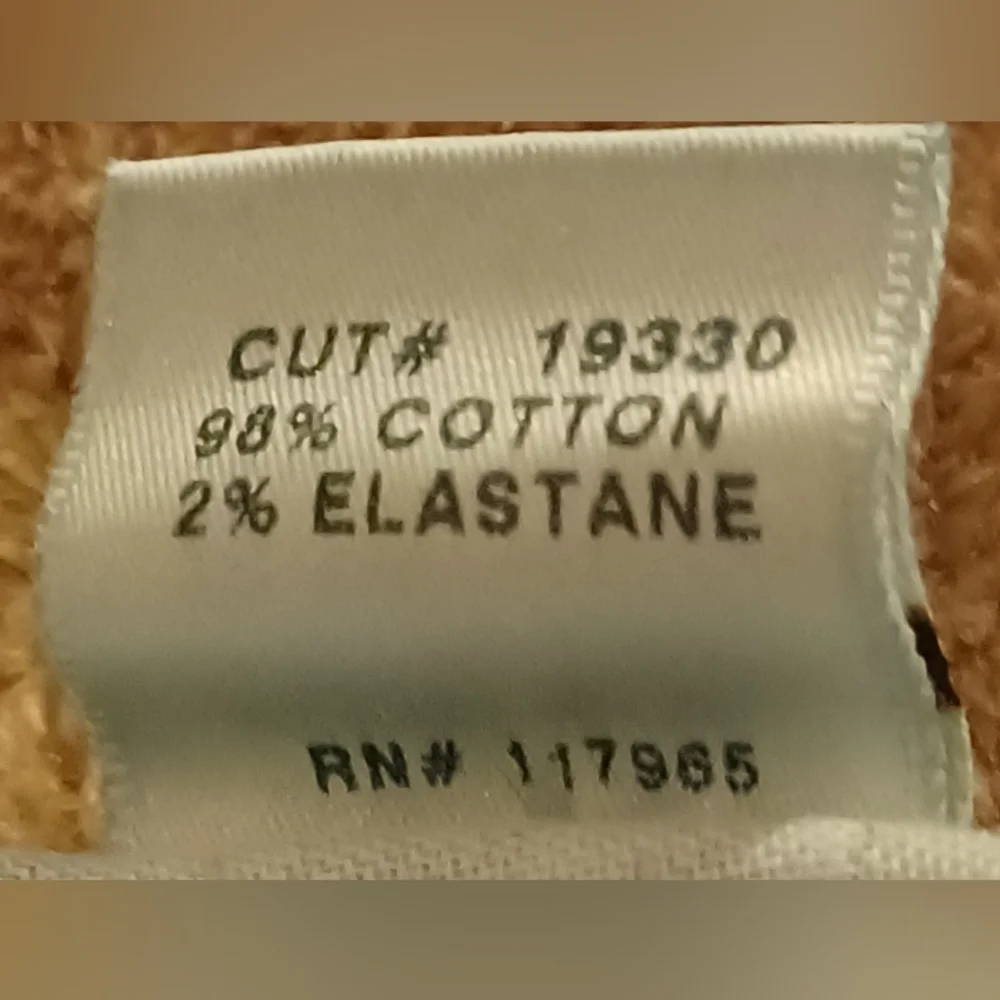 CUT# 19330
98% COTTON
2% ELASTANE
RN# 117965